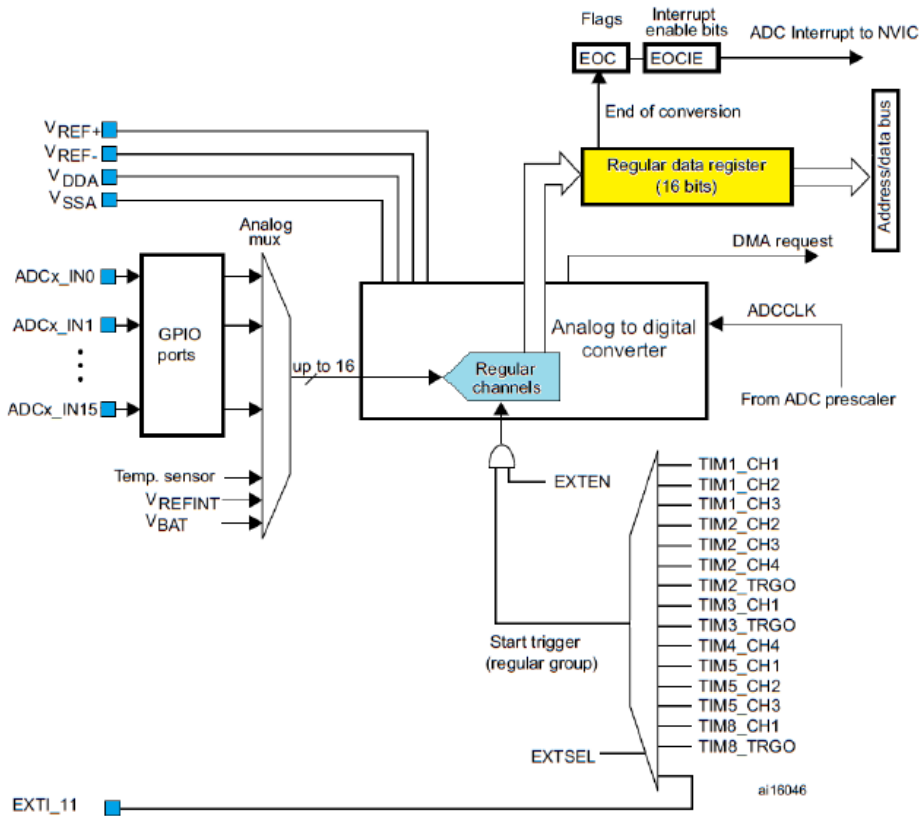 Flags
Interrupt
enable bits
EOC
EOCIE
ADC Interrupt to NVIC
End of conversion
Address/data bus
VREF+
VREF-
VDDA
VSSA
Regular data register
(16 bits)
Analog
mux
DMA request
ADCx_IN0
ADCx_IN1
ADCx_IN15
GPIO
ports
up to 16
Analog to digital
converter
Regular
channels
ADCCLK
From ADC prescaler
Temp. sensor
VREFINT
VBAT
EXTEN
TIM1_CH1
TIM1_CH2
TIM1_CH3
TIM2_CH2
TIM2_CH3
TIM2_CH4
TIM2_TRGO
TIM3_CH1
TIM3_TRGO
TIM4_CH4
TIM5_CH1
TIM5_CH2
TIM5_CH3
TIM8_CH1
TIM8_TRGO
Start trigger
(regular group)
EXTSEL
ai16046
EXTI_11